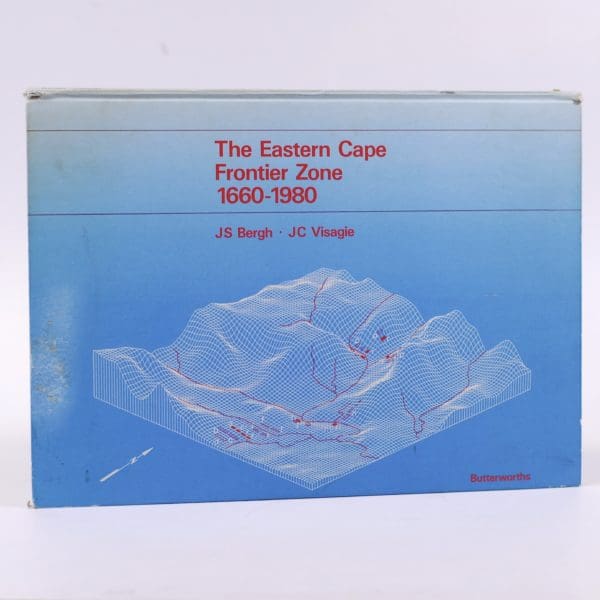 The Eastern Cape
Frontier Zone
1660-1980
JS Bergh · JC Visagie
Butterworths